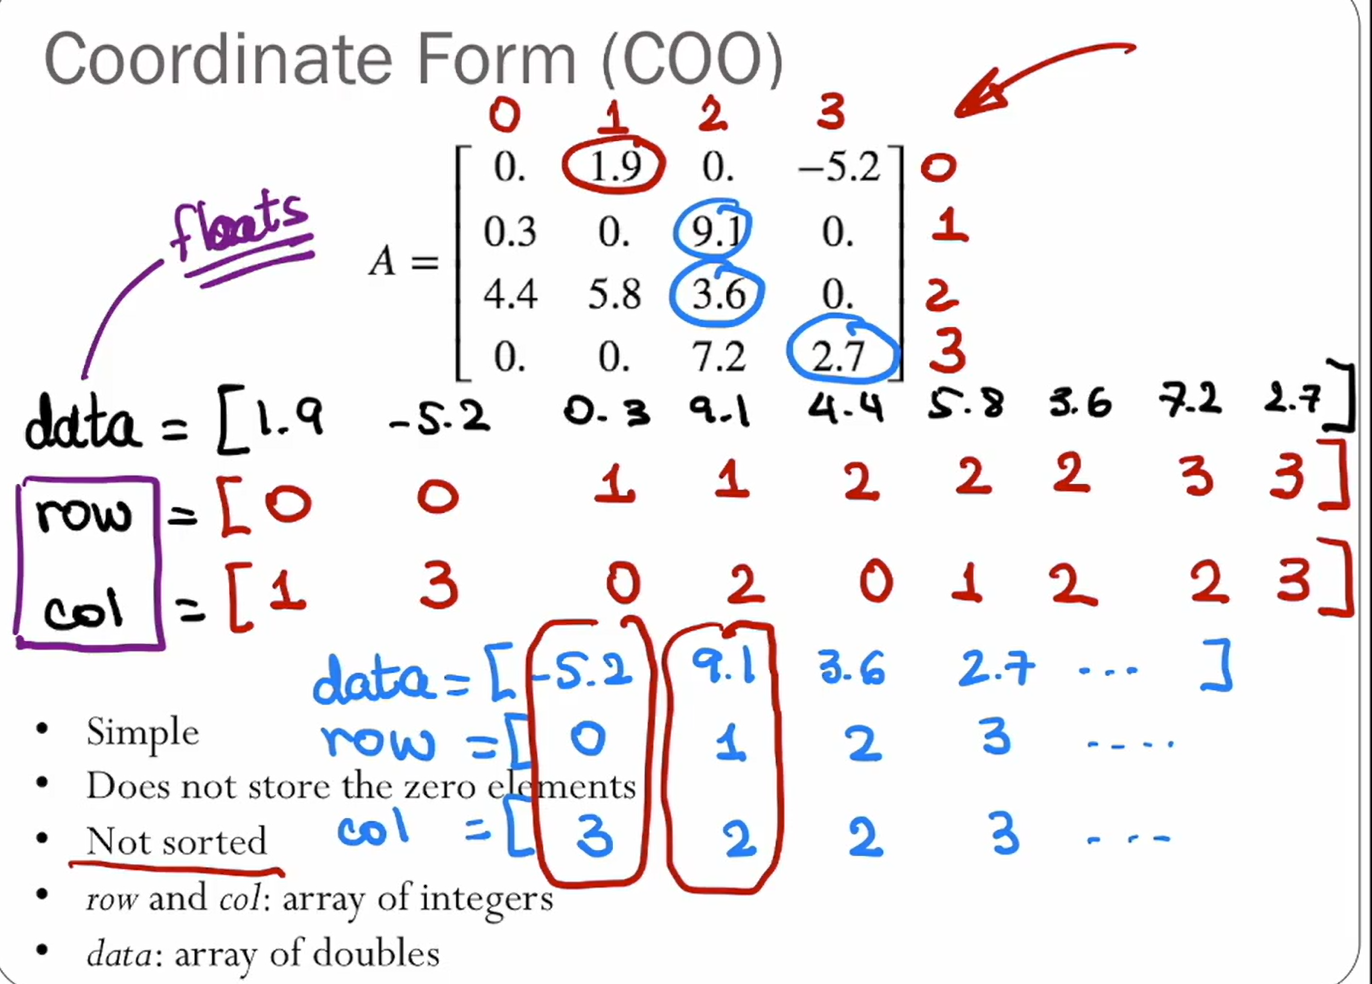 Coordinate Form (COO)
0 1 2 3
0. 1.9 0. −5.2 0
floats
0.3 0. 9.1 0. 1
A =
4.4 5.8 3.6 0. 2
0. 0. 7.2 2.7 3
data = [1.9 -5.2 0.3 9.1 4.4 5.8 3.6 7.2 2.7]
row = [0 0 1 1 2 2 2 3 3]
col = [1 3 0 2 0 1 2 2 3]
data = [-5.2 9.1 3.6 2.7 ... ]
row = [ 0 1 2 3 ....
col = [ 3 2 2 3 ...
• Simple
• Does not store the zero elements
• Not sorted
• row and col: array of integers
• data: array of doubles